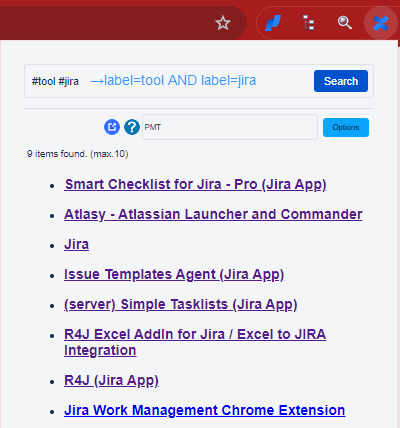 #tool #jira →label=tool AND label=jira Search
PMT Options
9 items found. (max.10)
Smart Checklist for Jira - Pro (Jira App)
Atlasy - Atlassian Launcher and Commander
Jira
Issue Templates Agent (Jira App)
(server) Simple Tasklists (Jira App)
R4J Excel AddIn for Jira / Excel to JIRA
Integration
R4J (Jira App)
Jira Work Management Chrome Extension